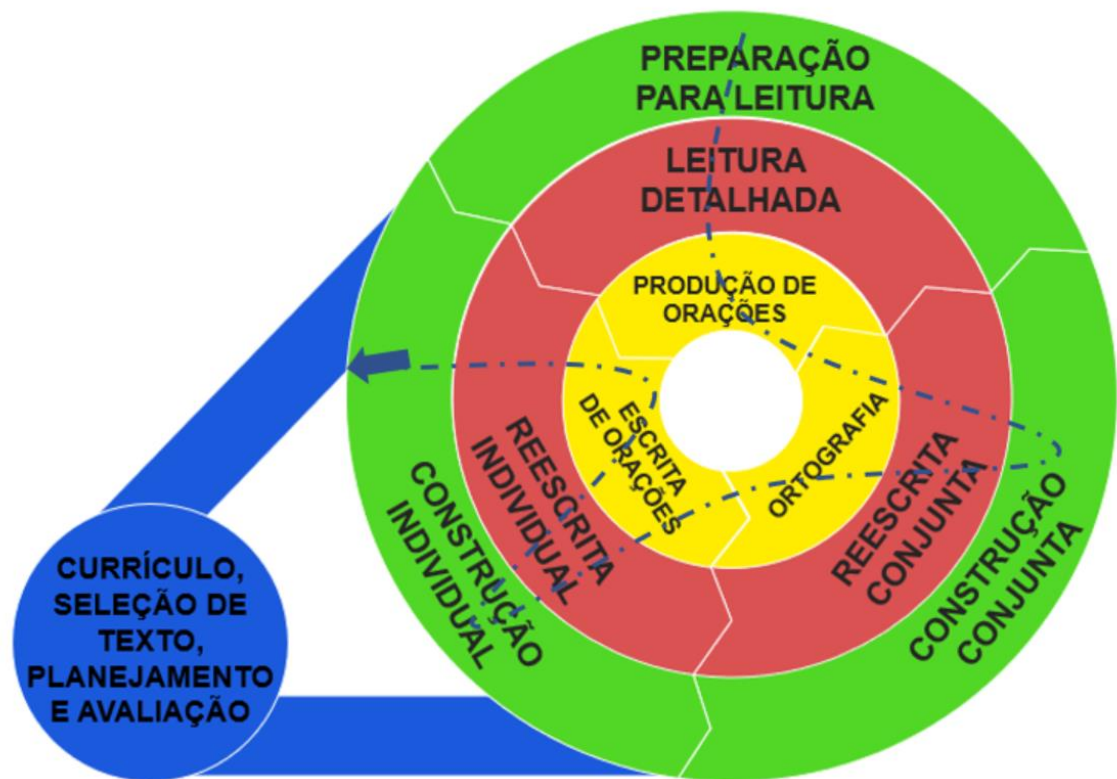 PREPARAÇÃO
PARA LEITURA
LEITURA
DETALHADA
PRODUÇÃO DE
ORAÇÕES
ESCRITA
DE ORAÇÕES
ORTOGRAFIA
REESCRITA
INDIVIDUAL
REESCRITA
CONJUNTA
CONSTRUÇÃO
INDIVIDUAL
CONSTRUÇÃO
CONJUNTA
CURRÍCULO,
SELEÇÃO DE
TEXTO,
PLANEJAMENTO
E AVALIAÇÃO